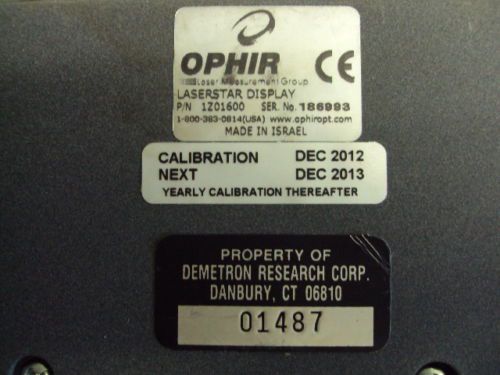 OPHIR
Laser Measurement Group
CE
LASERSTAR DISPLAY
P/N 1Z01600 SER. No. 186993
1-800-383-0814(USA) www.ophiropt.com
MADE IN ISRAEL
CALIBRATION DEC 2012
NEXT DEC 2013
YEARLY CALIBRATION THEREAFTER
PROPERTY OF
DEMETRON RESEARCH CORP.
DANBURY, CT 06810
01487